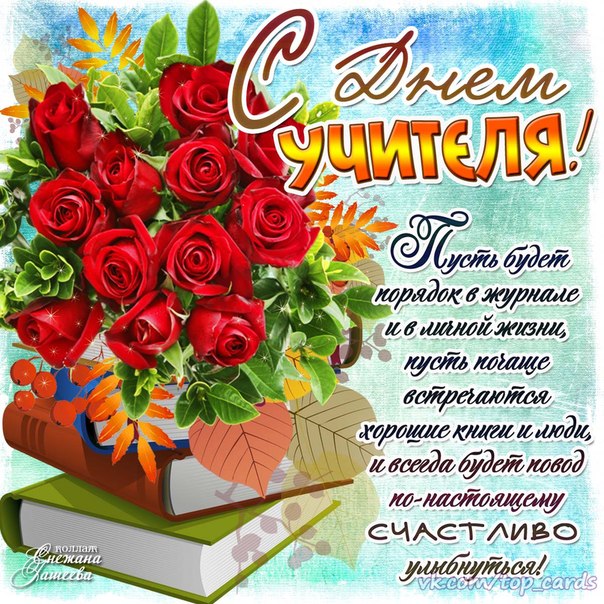 С Днем
УЧИТЕЛЯ!
Пусть будет
порядок в журнале
и в личной жизни,
пусть почаще
встречаются
хорошие книги и люди,
и всегда будет повод
по-настоящему
СЧАСТЛИВО
улыбнуться!
vk.com/top_cards
коллаж
Снежана
Зашеева